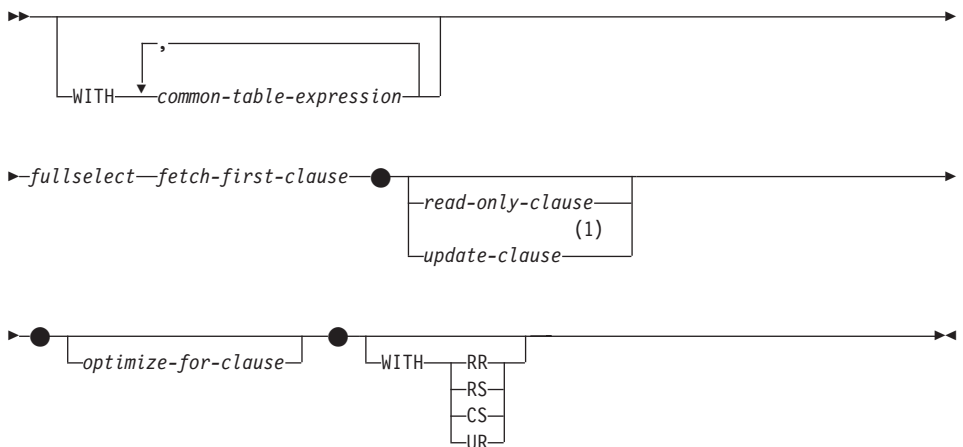 ,
WITH common-table-expression
fullselect fetch-first-clause
read-only-clause
(1)
update-clause
optimize-for-clause WITH RR
RS
CS
UR